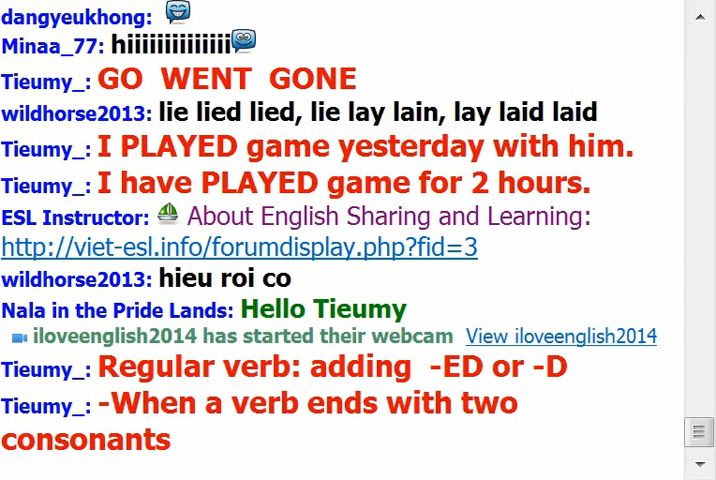 dangyeukhong:
Minaa_77: hiiiiiiiiiiiiii
Tieumy_: GO WENT GONE
wildhorse2013: lie lied lied, lie lay lain, lay laid laid
Tieumy_: I PLAYED game yesterday with him.
Tieumy_: I have PLAYED game for 2 hours.
ESL Instructor: About English Sharing and Learning:
http://viet-esl.info/forumdisplay.php?fid=3
wildhorse2013: hieu roi co
Nala in the Pride Lands: Hello Tieumy
iloveenglish2014 has started their webcam View iloveenglish2014
Tieumy_: Regular verb: adding -ED or -D
Tieumy_: -When a verb ends with two
consonants